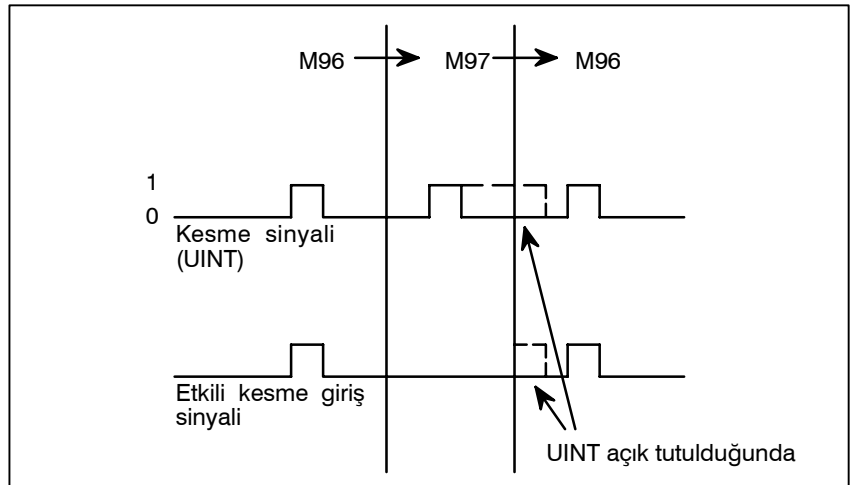 M96 M97 M96
1
0
Kesme sinyali
(UINT)
Etkili kesme giriş
sinyali
UINT açık tutulduğunda